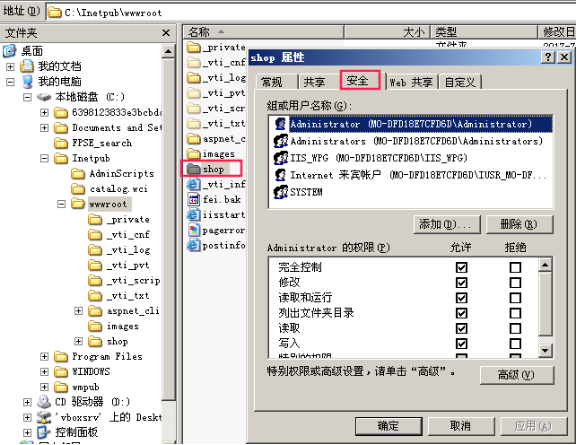 地址(D) C:\Inetpub\wwwroot
文件夹
桌面
我的文档
我的电脑
本地磁盘 (C:)
6398123833e3bcbds
Documents and Set
FPSE_search
Inetpub
AdminScripts
catalog.wci
wwwroot
_private
_vti_cnf
_vti_log
_vti_pvt
_vti_scrip
_vti_txt
aspnet_cli
images
shop
Program Files
WINDOWS
wmpub
CD 驱动器 (D:)
'vboxsrv' 上的 Deskt
控制面板
名称 大小 类型 修改日
_private 文件夹
_vti_cnf
_vti_log
_vti_pvt
_vti_scr
_vti_txt
aspnet_c
images
shop
_vti_inf
fei.bak
iisstart
pagerror
postinfo
shop 属性
常规 共享 安全 Web 共享 自定义
组或用户名称(G):
Administrator (MO-DFD18E7CFD6D\Administrator)
Administrators (MO-DFD18E7CFD6D\Administrators)
IIS_WPG (MO-DFD18E7CFD6D\IIS_WPG)
Internet 来宾帐户 (MO-DFD18E7CFD6D\IUSR_MO-DF...
SYSTEM
添加(D)... 删除(R)
Administrator 的权限(P) 允许 拒绝
完全控制
修改
读取和运行
列出文件夹目录
读取
写入
特别的权限
特别权限或高级设置，请单击“高级”。
高级(V)
确定 取消 应用(A)